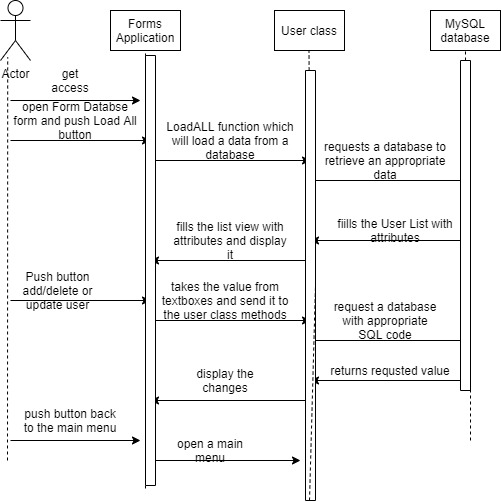 Forms
Application
User class
MySQL
database
Actor
get
access
open Form Databse
form and push Load All
button
LoadALL function which
will load a data from a
database
requests a database to
retrieve an appropriate
data
fiills the User List with
attributes
fiills the list view with
attributes and display
it
Push button
add/delete or
update user
takes the value from
textboxes and send it to
the user class methods
request a database
with appropriate
SQL code
returns requsted value
display the
changes
push button back
to the main menu
open a main
menu